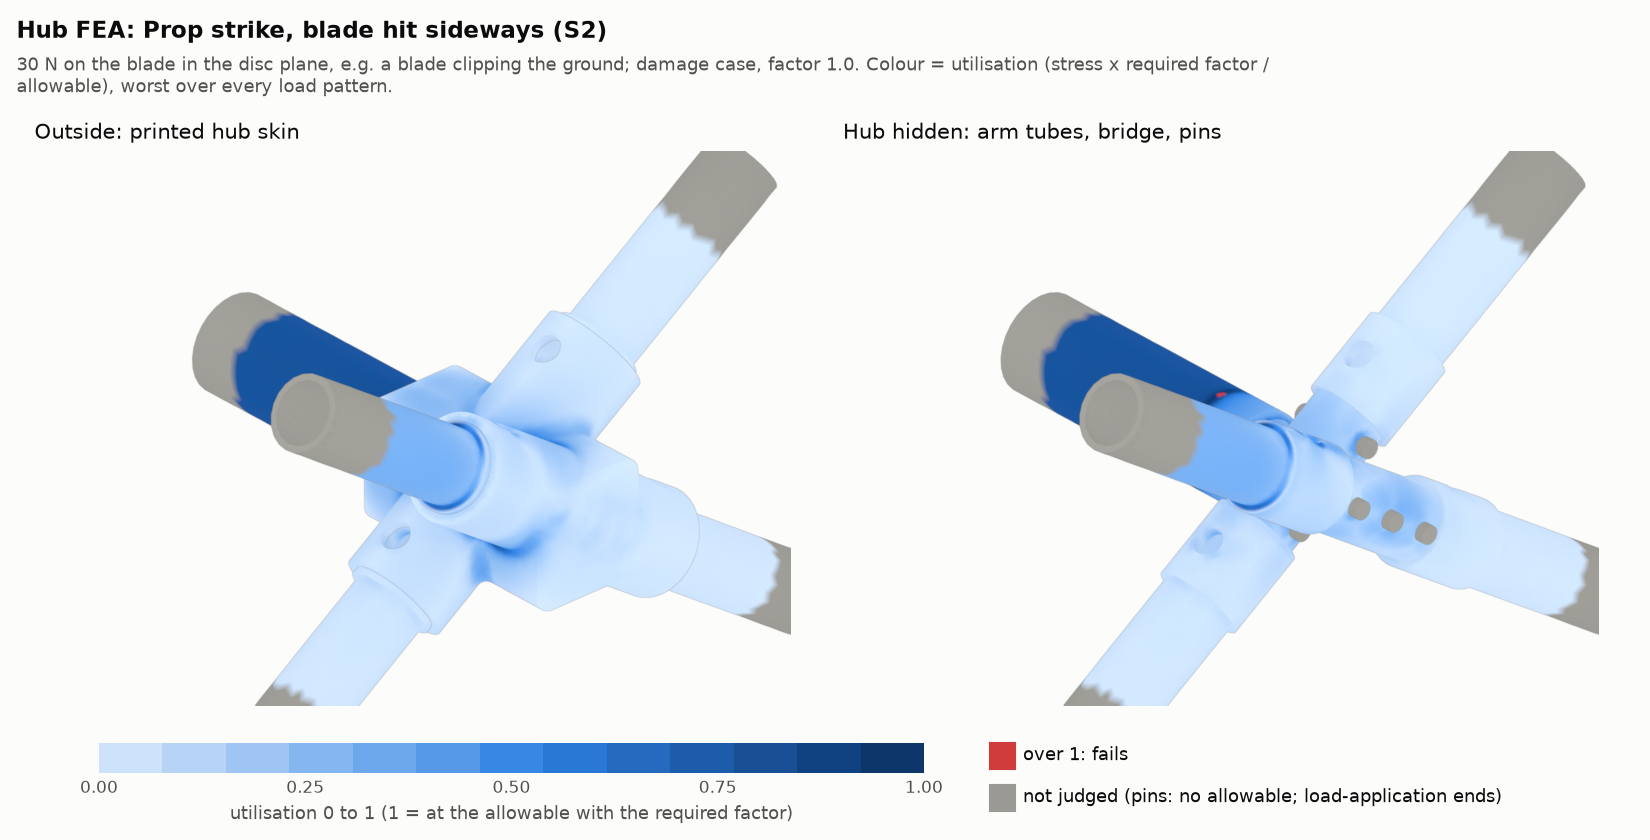 Hub FEA: Prop strike, blade hit sideways (S2)
30 N on the blade in the disc plane, e.g. a blade clipping the ground; damage case, factor 1.0. Colour = utilisation (stress x required factor /
allowable), worst over every load pattern.
Outside: printed hub skin
Hub hidden: arm tubes, bridge, pins
0.00
0.25
0.50
0.75
1.00
utilisation 0 to 1 (1 = at the allowable with the required factor)
over 1: fails
not judged (pins: no allowable; load-application ends)